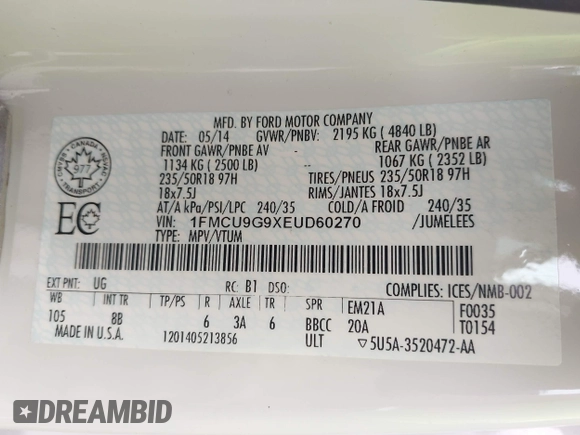 MFD. BY FORD MOTOR COMPANY
DATE: 05/14 GVWR/PNBV: 2195 KG ( 4840 LB)
FRONT GAWR/PNBE AV - REAR GAWR/PNBE AR
1134 KG ( 2500 LB) 1067 KG ( 2352 LB)
235/50R18 97H TIRES/PNEUS 235/50R18 97H
18x7.5J RIMS/JANTES 18x7.5J
AT/A kPa/PSI/LPC 240/35 COLD/A FROID 240/35
VIN: 1FMCU9G9XEUD60270 /JUMELEES
TYPE: MPV/VTUM
CANADA
977
TRANSPORT
EC
EXT PNT: UG RC: B1 DSO: COMPLIES: ICES/NMB-002
WB INT TR TP/PS R AXLE TR SPR EM21A F0035
105 8B 6 3A 6 BBCC 20A T0154
MADE IN U.S.A. 1201405213856 ULT ▽5U5A-3520472-AA
DREAMBID